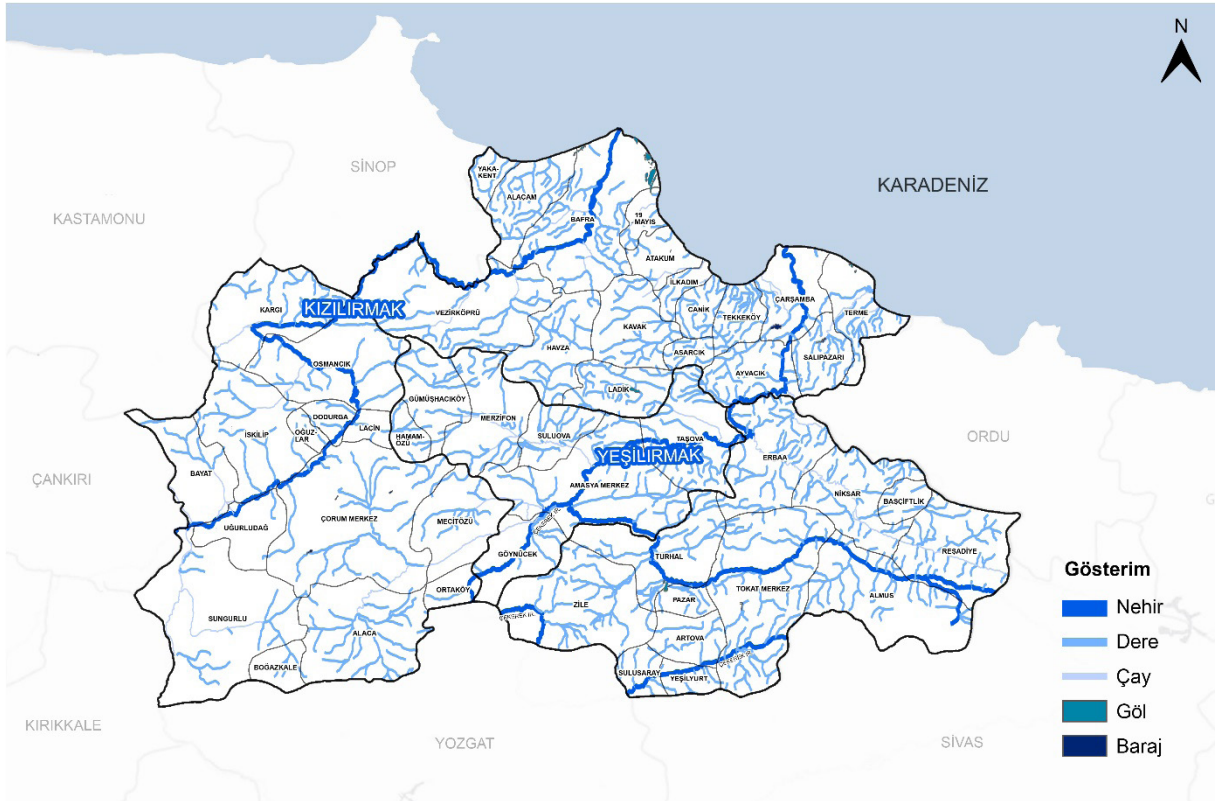 N
SİNOP
KARADENİZ
KASTAMONU
YAKA-
KENT
ALAÇAM
BAFRA
19
MAYIS
ATAKUM
İLKADIM
CANİK
TEKKEKÖY
ÇARŞAMBA
TERME
KARGI
KIZILIRMAK
VEZİRKÖPRÜ
KAVAK
ASARCIK
SALIPAZARI
HAVZA
AYVACIK
OSMANCIK
LADİK
GÜMÜŞHACIKÖY
MERZİFON
DODURGA
OĞUZ-
LAR
LAÇİN
HAMAM-
ÖZÜ
SULUOVA
TAŞOVA
ORDU
İSKİLİP
YEŞİLIRMAK
ERBAA
BAYAT
ÇANKIRI
AMASYA MERKEZ
NİKSAR
BAŞÇİFTLİK
UĞURLUDAĞ
ÇORUM MERKEZ
MECİTÖZÜ
GÖYNÜCEK
TURHAL
REŞADİYE
ORTAKÖY
ZİLE
PAZAR
TOKAT MERKEZ
ALMUS
SUNGURLU
ALACA
ARTOVA
BOĞAZKALE
SULUSARAY
YEŞİLYURT
KIRIKKALE
YOZGAT
SİVAS
Gösterim
Nehir
Dere
Çay
Göl
Baraj